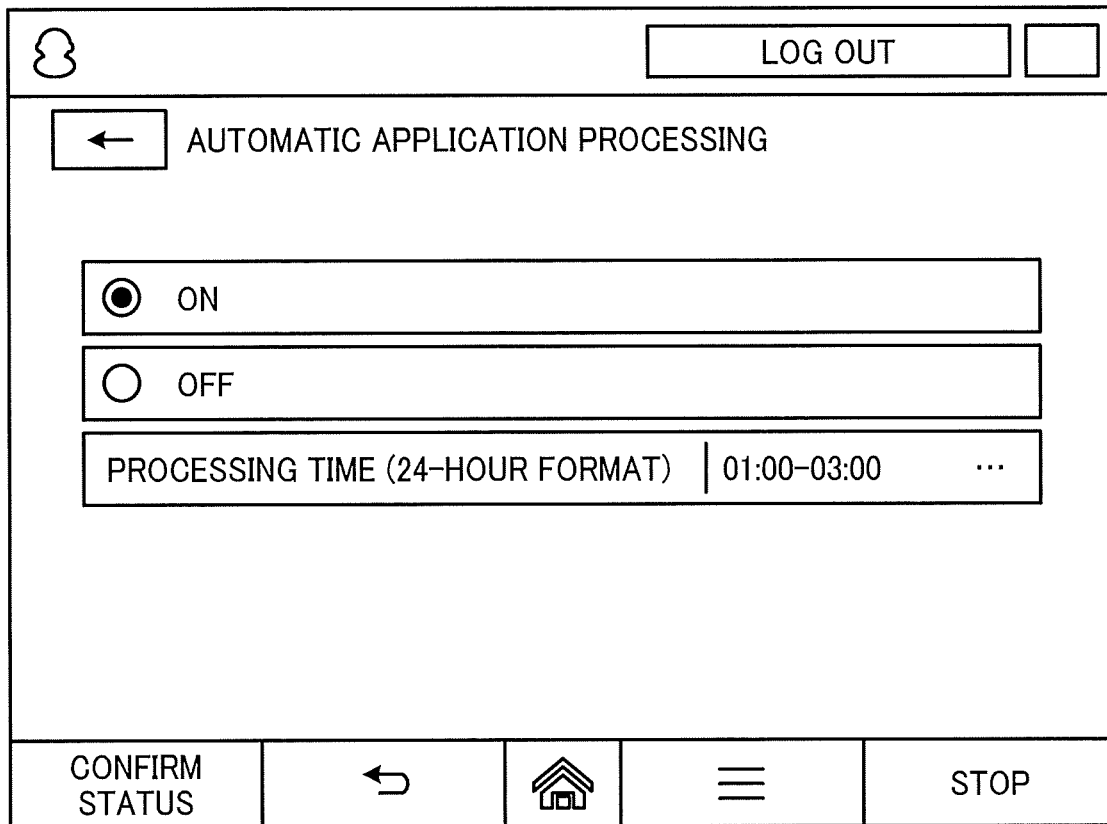 LOG OUT
← AUTOMATIC APPLICATION PROCESSING
ON
OFF
PROCESSING TIME (24-HOUR FORMAT) 01:00-03:00 ...
CONFIRM
STATUS
STOP